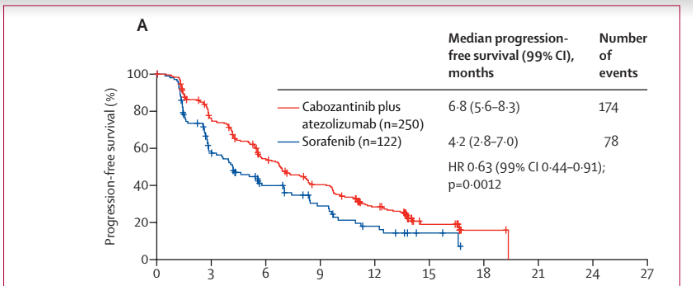 A
Median progression-
free survival (99% CI),
months
Number
of
events
Cabozantinib plus
atezolizumab (n=250)
6·8 (5·6–8·3)
174
Sorafenib (n=122)
4·2 (2·8–7·0)
78
HR 0·63 (99% CI 0·44–0·91);
p=0·0012
Progression-free survival (%)
100
80
60
40
20
0
0 3 6 9 12 15 18 21 24 27